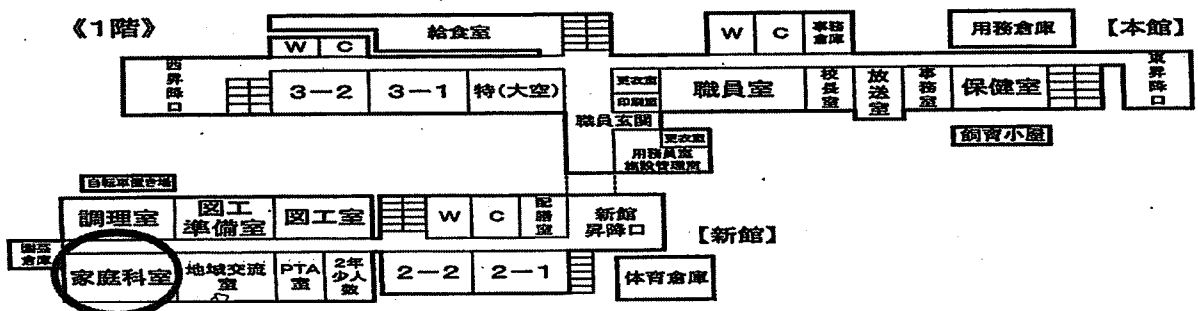 《1階》
給食室
W
C
事務倉庫
用務倉庫
【本館】
西昇降口
3-2
3-1
特(大空)
更衣室
印刷室
職員室
校長室
放送室
事務室
保健室
東昇降口
職員玄関
更衣室
用務員室
施設管理室
飼育小屋
自転車置き場
調理室
図工準備室
図工室
W
C
配膳室
新館昇降口
【新館】
園芸倉庫
家庭科室
地域交流室
PTA室
2年少人数
2-2
2-1
体育倉庫